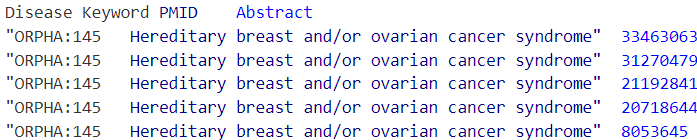 Disease Keyword PMID Abstract
"ORPHA:145 Hereditary breast and/or ovarian cancer syndrome" 33463063
"ORPHA:145 Hereditary breast and/or ovarian cancer syndrome" 31270479
"ORPHA:145 Hereditary breast and/or ovarian cancer syndrome" 21192841
"ORPHA:145 Hereditary breast and/or ovarian cancer syndrome" 20718644
"ORPHA:145 Hereditary breast and/or ovarian cancer syndrome" 8053645